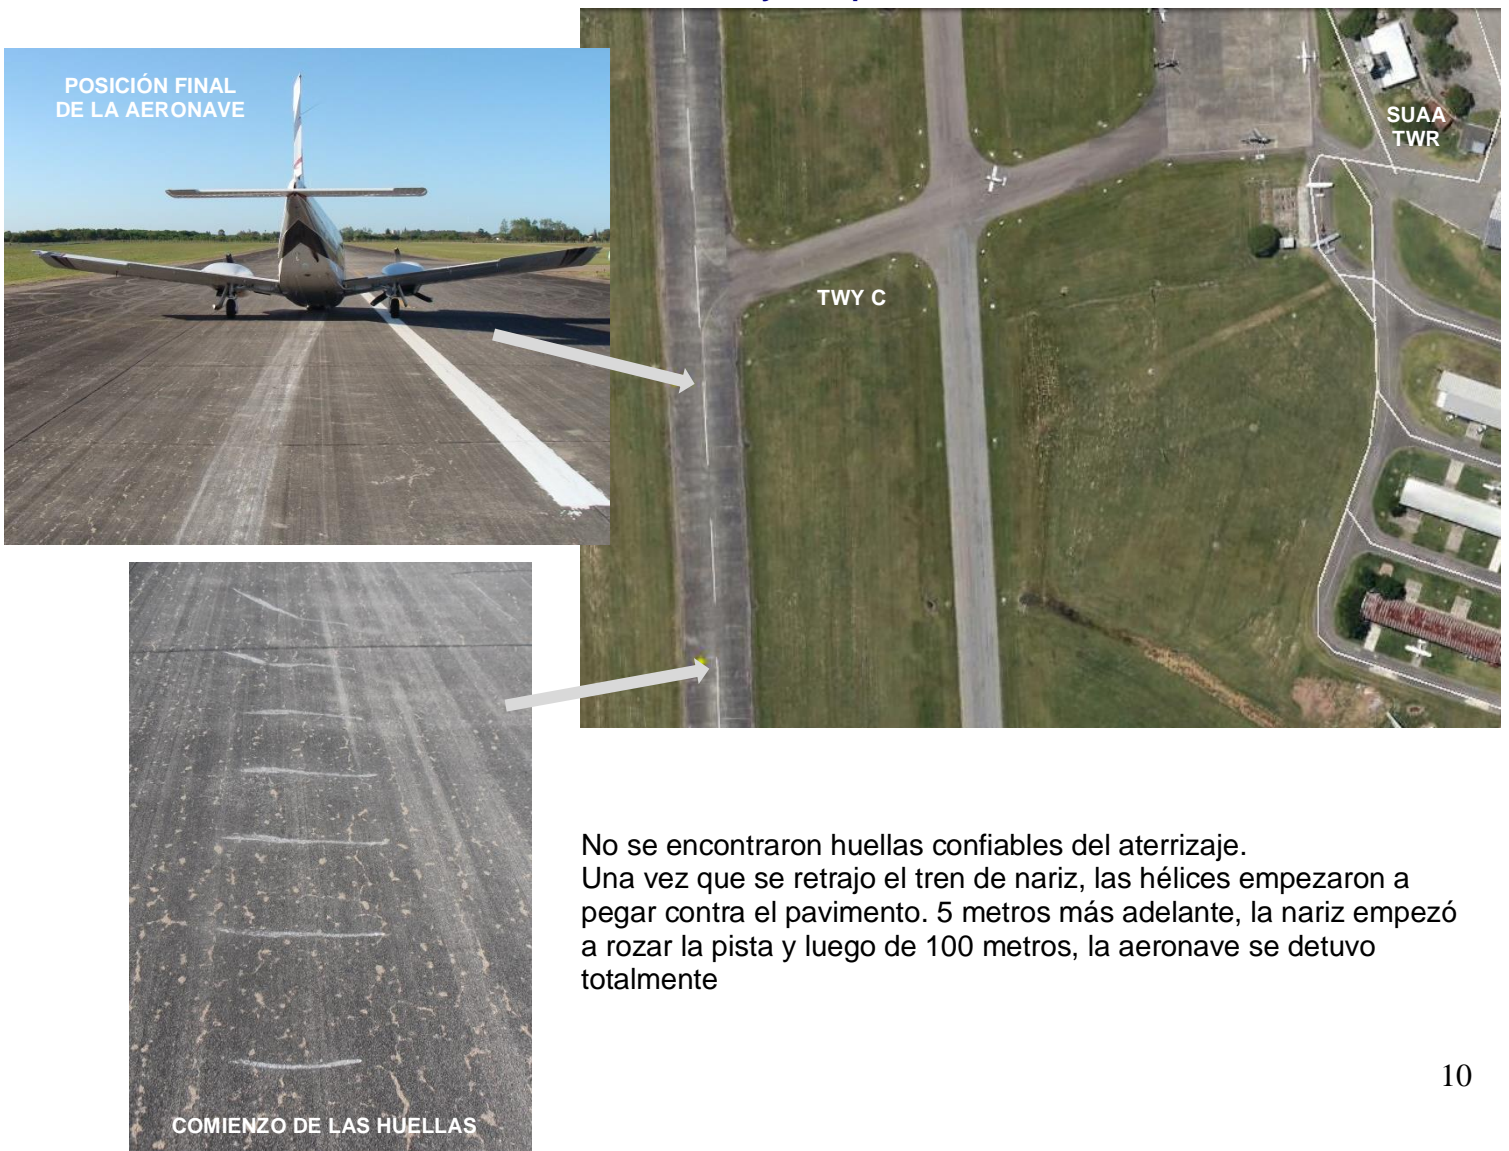 POSICIÓN FINAL
DE LA AERONAVE
SUAA
TWR
TWY C
No se encontraron huellas confiables del aterrizaje.
Una vez que se retrajo el tren de nariz, las hélices empezaron a
pegar contra el pavimento. 5 metros más adelante, la nariz empezó
a rozar la pista y luego de 100 metros, la aeronave se detuvo
totalmente
COMIENZO DE LAS HUELLAS
10